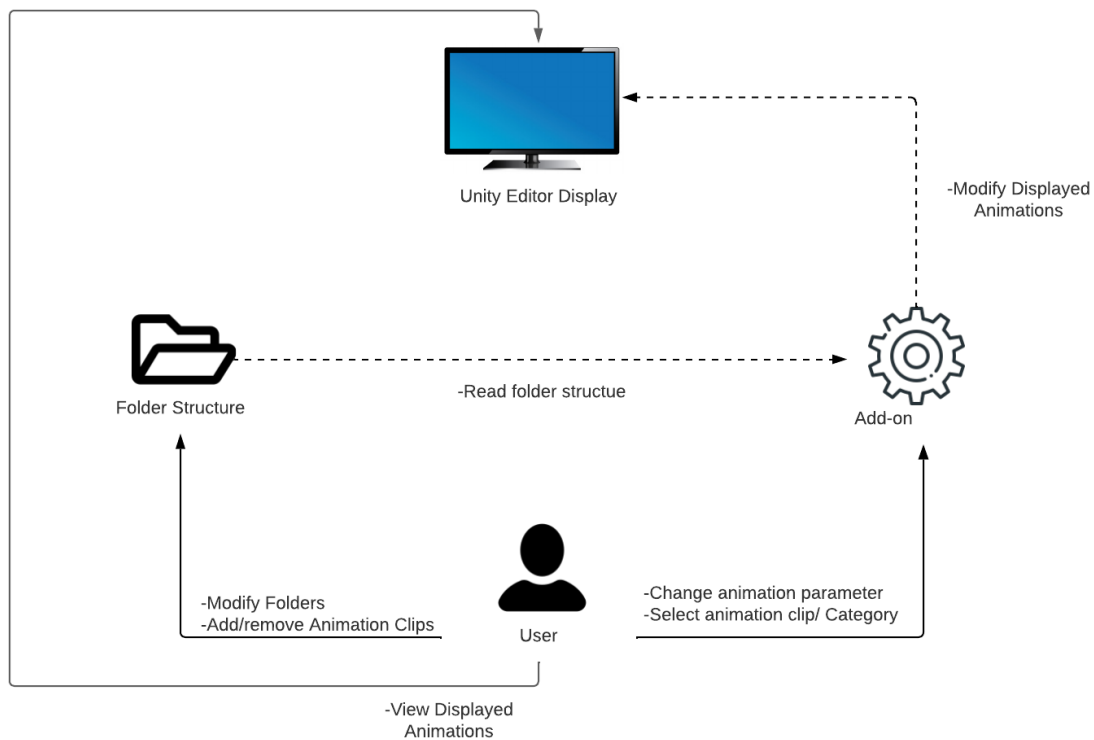 Unity Editor Display
-Modify Displayed
Animations
-Read folder structue
Folder Structure
Add-on
-Modify Folders
-Add/remove Animation Clips
-Change animation parameter
-Select animation clip/ Category
User
-View Displayed
Animations